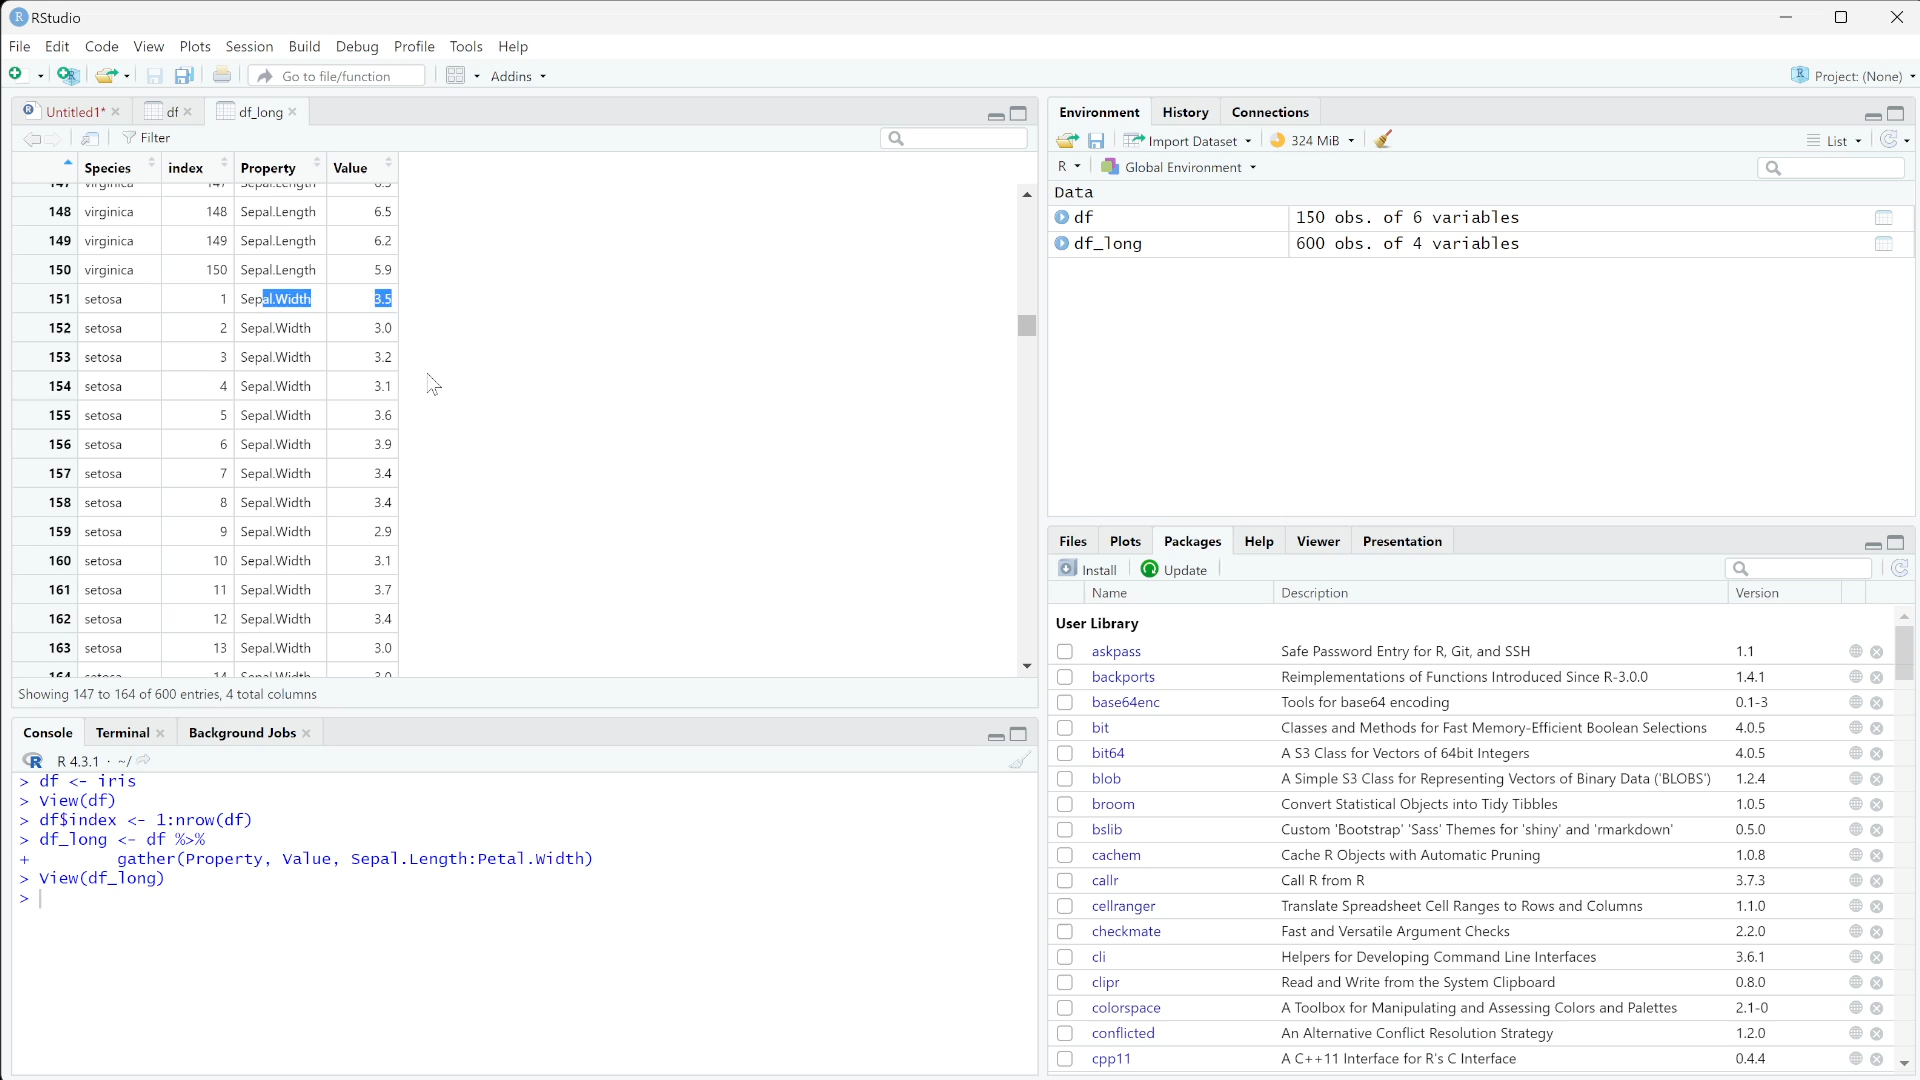 RStudio
File Edit Code View Plots Session Build Debug Profile Tools Help
Go to file/function Addins Project: (None)
Untitled1* df df_long
Filter
Species index Property Value
147 virginica 147 Sepal.Length 6.3
148 virginica 148 Sepal.Length 6.5
149 virginica 149 Sepal.Length 6.2
150 virginica 150 Sepal.Length 5.9
151 setosa 1 Sepal.Width 3.5
152 setosa 2 Sepal.Width 3.0
153 setosa 3 Sepal.Width 3.2
154 setosa 4 Sepal.Width 3.1
155 setosa 5 Sepal.Width 3.6
156 setosa 6 Sepal.Width 3.9
157 setosa 7 Sepal.Width 3.4
158 setosa 8 Sepal.Width 3.4
159 setosa 9 Sepal.Width 2.9
160 setosa 10 Sepal.Width 3.1
161 setosa 11 Sepal.Width 3.7
162 setosa 12 Sepal.Width 3.4
163 setosa 13 Sepal.Width 3.0
164 setosa 14 Sepal.Width 3.0
Showing 147 to 164 of 600 entries, 4 total columns
Console Terminal Background Jobs
R 4.3.1 · ~/
> df <- iris
> View(df)
> df$index <- 1:nrow(df)
> df_long <- df %>%
+ gather(Property, Value, Sepal.Length:Petal.Width)
> View(df_long)
>
Environment History Connections
Import Dataset 324 MiB List
R Global Environment
Data
df 150 obs. of 6 variables
df_long 600 obs. of 4 variables
Files Plots Packages Help Viewer Presentation
Install Update
Name Description Version
User Library
askpass Safe Password Entry for R, Git, and SSH 1.1
backports Reimplementations of Functions Introduced Since R-3.0.0 1.4.1
base64enc Tools for base64 encoding 0.1-3
bit Classes and Methods for Fast Memory-Efficient Boolean Selections 4.0.5
bit64 A S3 Class for Vectors of 64bit Integers 4.0.5
blob A Simple S3 Class for Representing Vectors of Binary Data ('BLOBS') 1.2.4
broom Convert Statistical Objects into Tidy Tibbles 1.0.5
bslib Custom 'Bootstrap' 'Sass' Themes for 'shiny' and 'rmarkdown' 0.5.0
cachem Cache R Objects with Automatic Pruning 1.0.8
callr Call R from R 3.7.3
cellranger Translate Spreadsheet Cell Ranges to Rows and Columns 1.1.0
checkmate Fast and Versatile Argument Checks 2.2.0
cli Helpers for Developing Command Line Interfaces 3.6.1
clipr Read and Write from the System Clipboard 0.8.0
colorspace A Toolbox for Manipulating and Assessing Colors and Palettes 2.1-0
conflicted An Alternative Conflict Resolution Strategy 1.2.0
cpp11 A C++11 Interface for R's C Interface 0.4.4